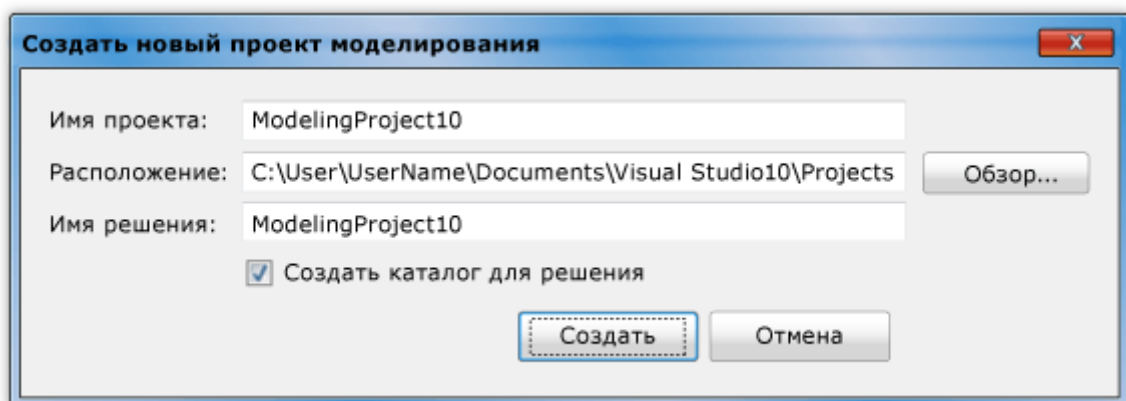 Создать новый проект моделирования X
Имя проекта: ModelingProject10
Расположение: C:\User\UserName\Documents\Visual Studio10\Projects Обзор...
Имя решения: ModelingProject10
Создать каталог для решения
Создать Отмена